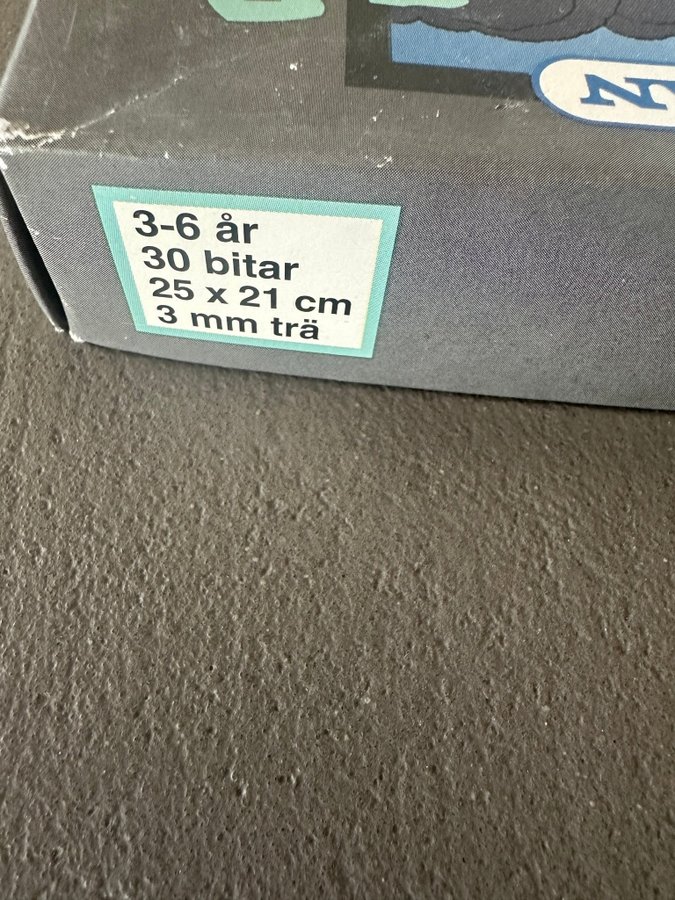 3-6 år
30 bitar
25 x 21 cm
3 mm trä